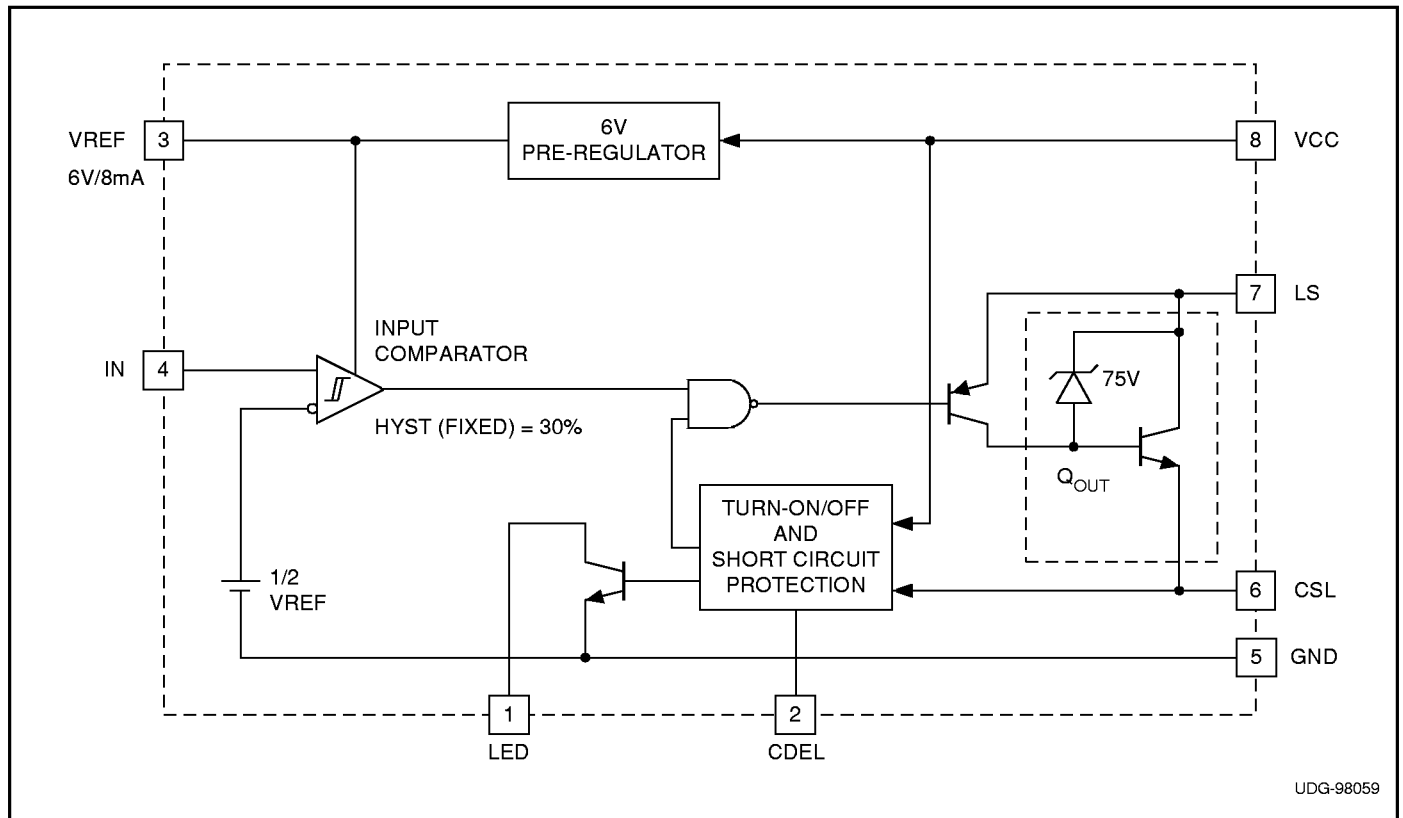 VREF
3
6V/8mA
6V
PRE-REGULATOR
8
VCC
7
LS
INPUT
COMPARATOR
IN
4
75V
HYST (FIXED) = 30%
QOUT
TURN-ON/OFF
AND
SHORT CIRCUIT
PROTECTION
1/2
VREF
6
CSL
5
GND
1
LED
2
CDEL
UDG-98059